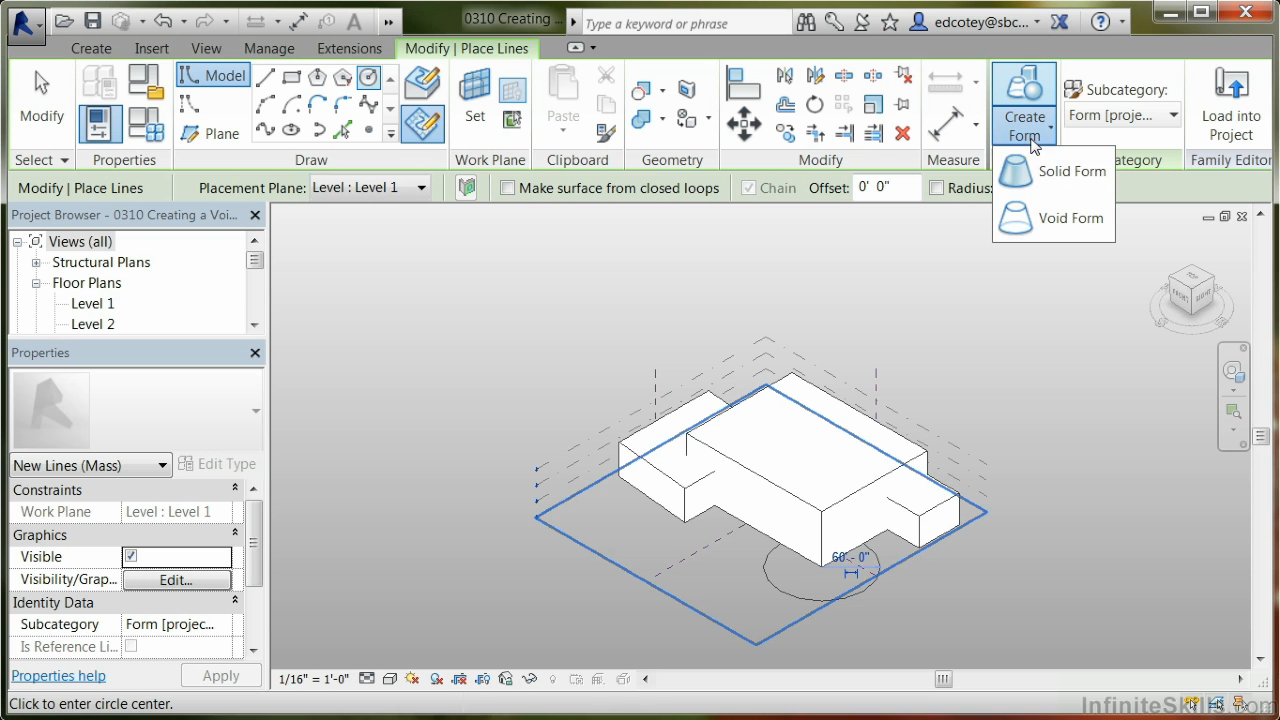 0310 Creating ...
Type a keyword or phrase
edcotey@sbc...
Create
Insert
View
Manage
Extensions
Modify | Place Lines
Modify
Model
Plane
Set
Paste
Create
Form
Subcategory:
Form [proje...
Load into
Project
Select
Properties
Draw
Work Plane
Clipboard
Geometry
Modify
Measure
tegory
Family Editor
Solid Form
Void Form
Modify | Place Lines
Placement Plane:
Level : Level 1
Make surface from closed loops
Chain
Offset:
0' 0"
Radius:
Project Browser - 0310 Creating a Voi...
Views (all)
Structural Plans
Floor Plans
Level 1
Level 2
Properties
New Lines (Mass)
Edit Type
Constraints
Work Plane
Level : Level 1
Graphics
Visible
Visibility/Grap...
Edit...
Identity Data
Subcategory
Form [projec...
Is Reference Li...
Properties help
Apply
60' - 0"
TOP
FRONT
RIGHT
1/16" = 1'-0"
Click to enter circle center.
InfiniteSkills.com